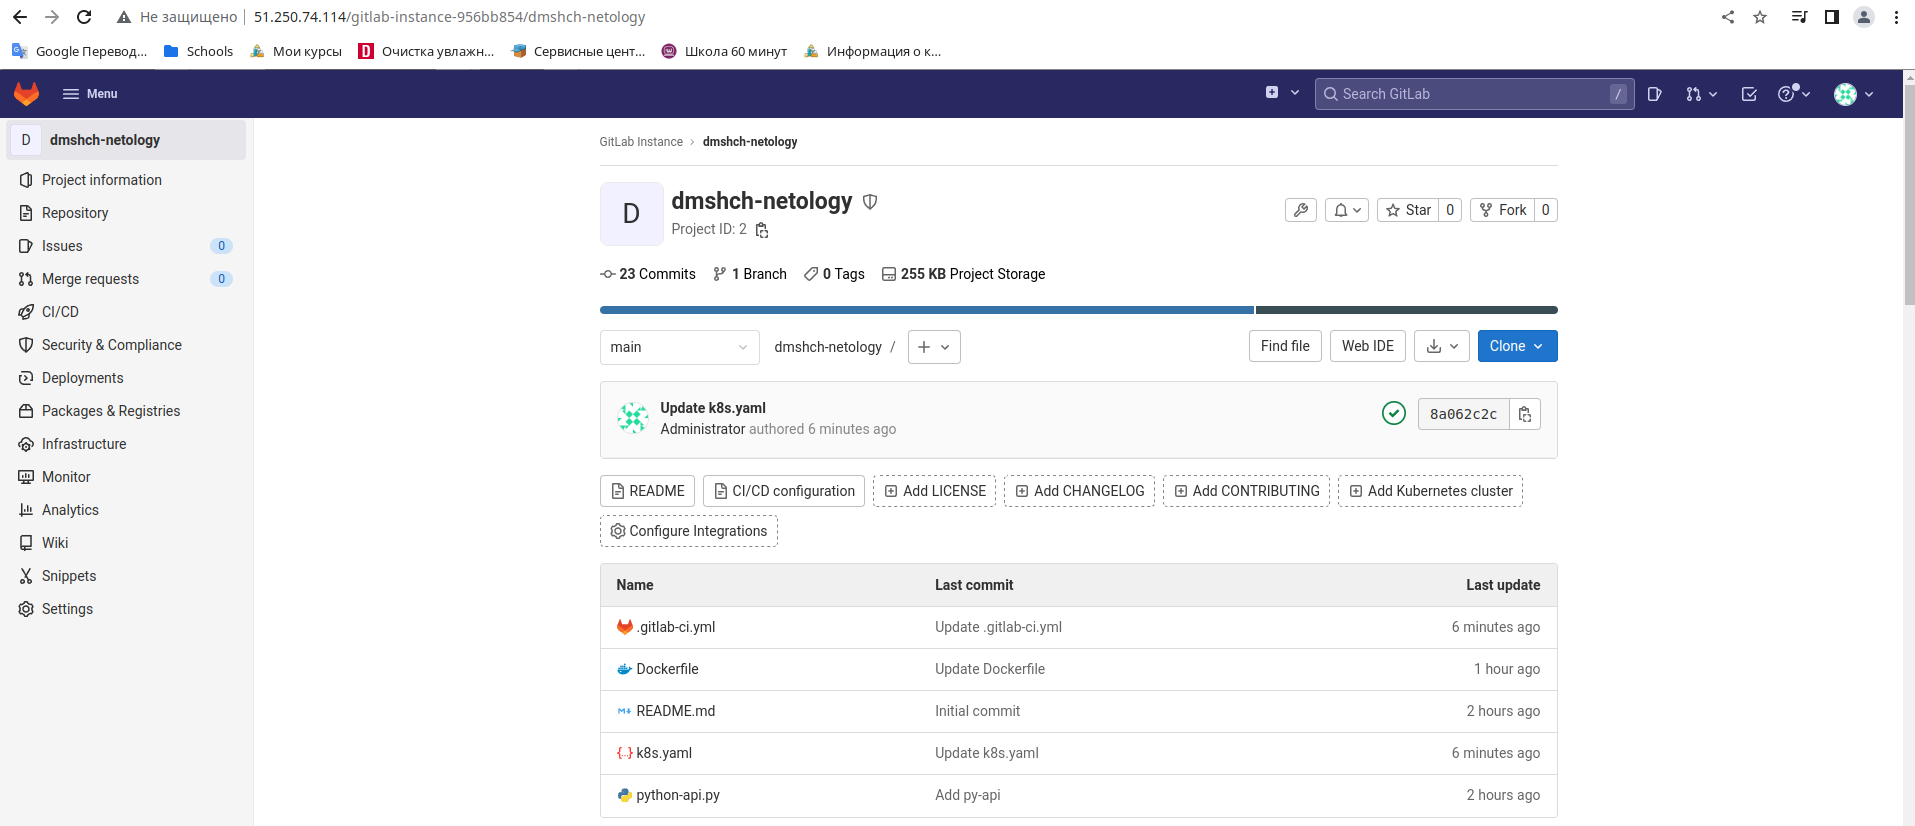 Не защищено 51.250.74.114/gitlab-instance-956bb854/dmshch-netology
Google Перевод... Schools Мои курсы D Очистка увлажн... Сервисные цент... Школа 60 минут Информация о к...
Menu Search GitLab /
D dmshch-netology
Project information
Repository
Issues 0
Merge requests 0
CI/CD
Security & Compliance
Deployments
Packages & Registries
Infrastructure
Monitor
Analytics
Wiki
Snippets
Settings
GitLab Instance › dmshch-netology
D
dmshch-netology
Project ID: 2
Star 0 Fork 0
23 Commits 1 Branch 0 Tags 255 KB Project Storage
main dmshch-netology / + Find file Web IDE Clone
Update k8s.yaml
Administrator authored 6 minutes ago
8a062c2c
README CI/CD configuration Add LICENSE Add CHANGELOG Add CONTRIBUTING Add Kubernetes cluster
Configure Integrations
Name Last commit Last update
.gitlab-ci.yml Update .gitlab-ci.yml 6 minutes ago
Dockerfile Update Dockerfile 1 hour ago
README.md Initial commit 2 hours ago
k8s.yaml Update k8s.yaml 6 minutes ago
python-api.py Add py-api 2 hours ago